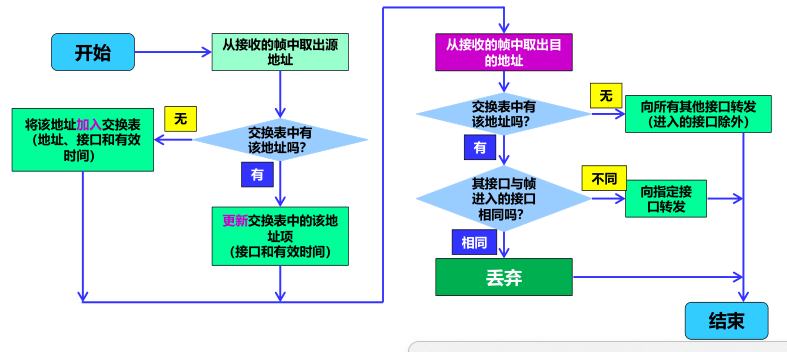 开始
从接收的帧中取出源
地址
交换表中有
该地址吗?
无
将该地址加入交换表
（地址、接口和有效
时间）
有
更新交换表中的该地
址项
（接口和有效时间）
从接收的帧中取出目
的地址
交换表中有
该地址吗?
无
向所有其他接口转发
（进入的接口除外）
有
其接口与帧
进入的接口
相同吗?
不同
向指定接
口转发
相同
丢弃
结束